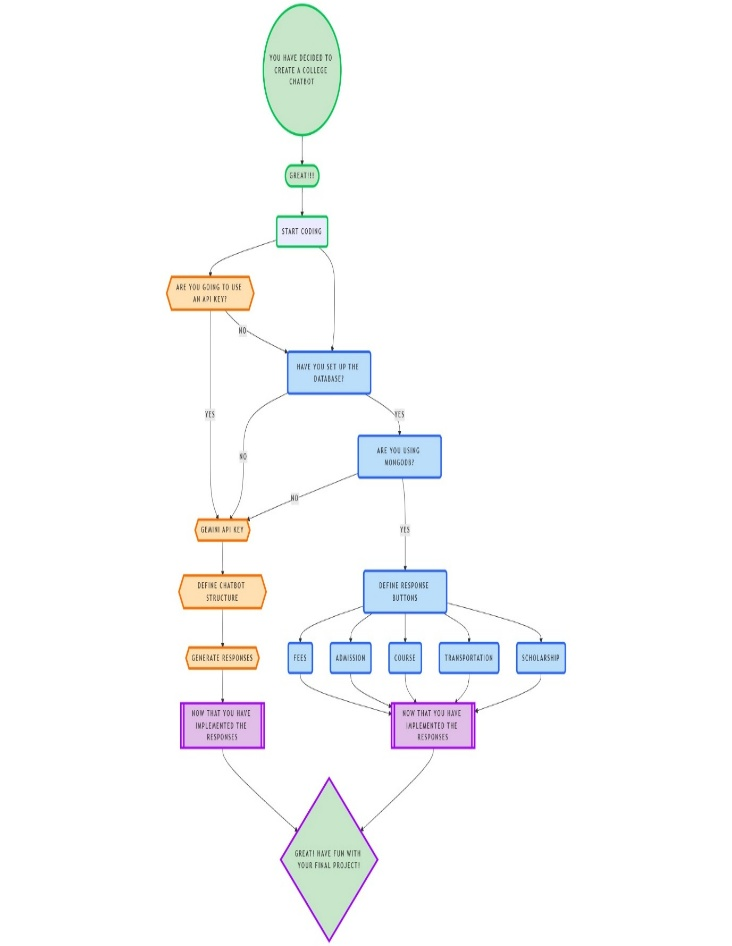 YOU HAVE DECIDED TO
CREATE A COLLEGE
CHATBOT
GREAT!!!
START CODING
ARE YOU GOING TO USE
AN API KEY?
NO
HAVE YOU SET UP THE
DATABASE?
YES
YES
ARE YOU USING
MONGODB?
NO
NO
GEMINI API KEY
YES
DEFINE CHATBOT
STRUCTURE
DEFINE RESPONSE
BUTTONS
GENERATE RESPONSES
FEES
ADMISSION
COURSE
TRANSPORTATION
SCHOLARSHIP
NOW THAT YOU HAVE
IMPLEMENTED THE
RESPONSES
NOW THAT YOU HAVE
IMPLEMENTED THE
RESPONSES
GREAT! HAVE FUN WITH
YOUR FINAL PROJECT!